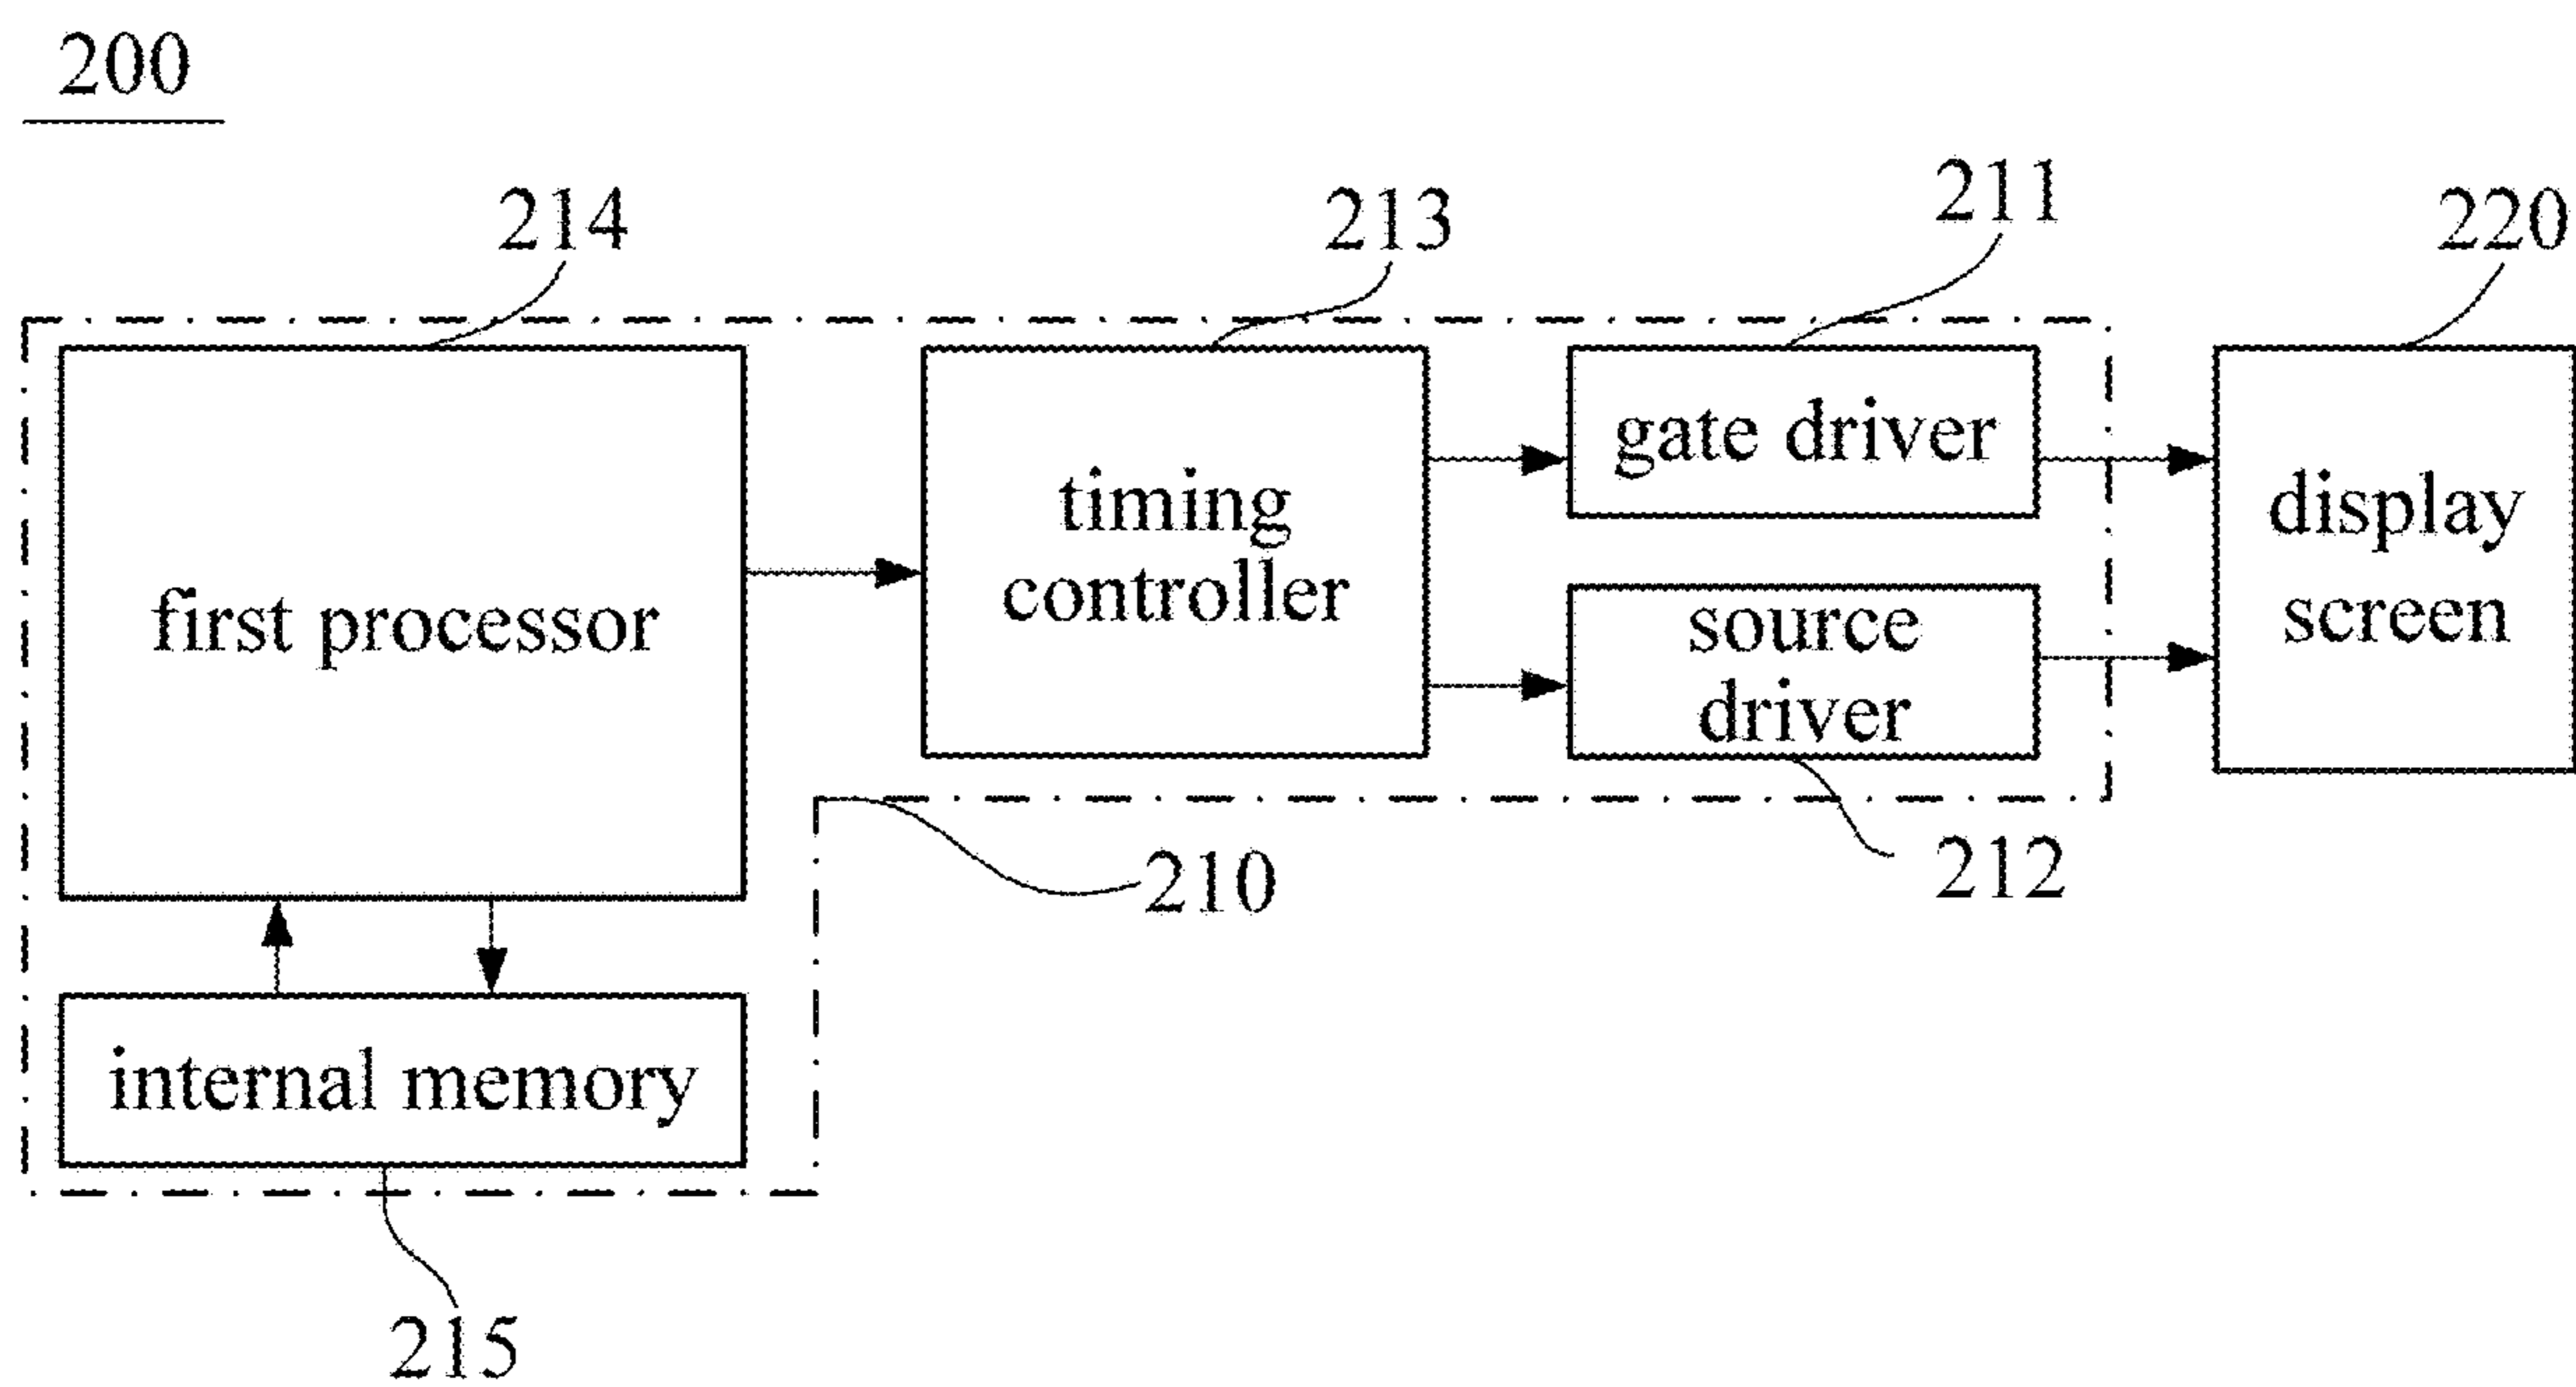 200
214
213
211
220
first processor
timing
controller
gate driver
source
driver
display
screen
210
212
internal memory
215